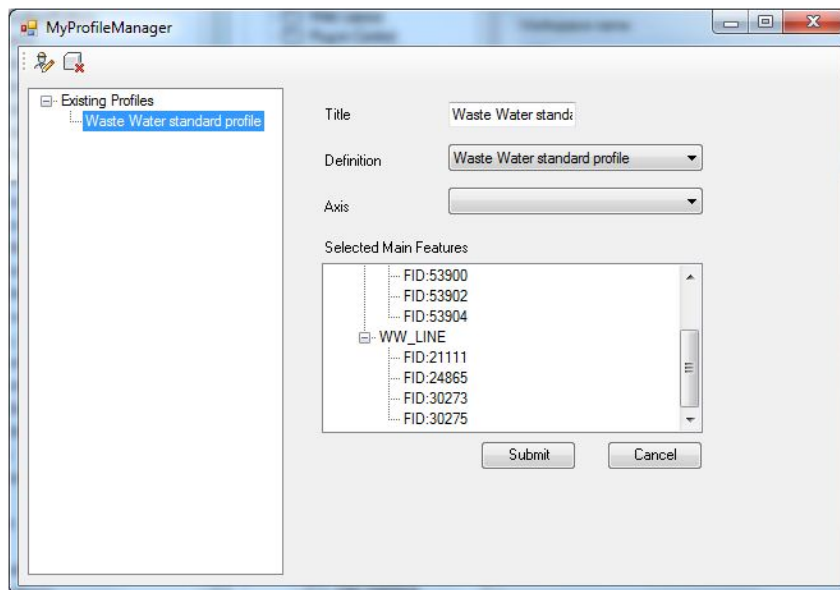 MyProfileManager
Existing Profiles
Waste Water standard profile
Title
Waste Water standa
Definition
Waste Water standard profile
Axis
Selected Main Features
FID:53900
FID:53902
FID:53904
WW_LINE
FID:21111
FID:24865
FID:30273
FID:30275
Submit
Cancel